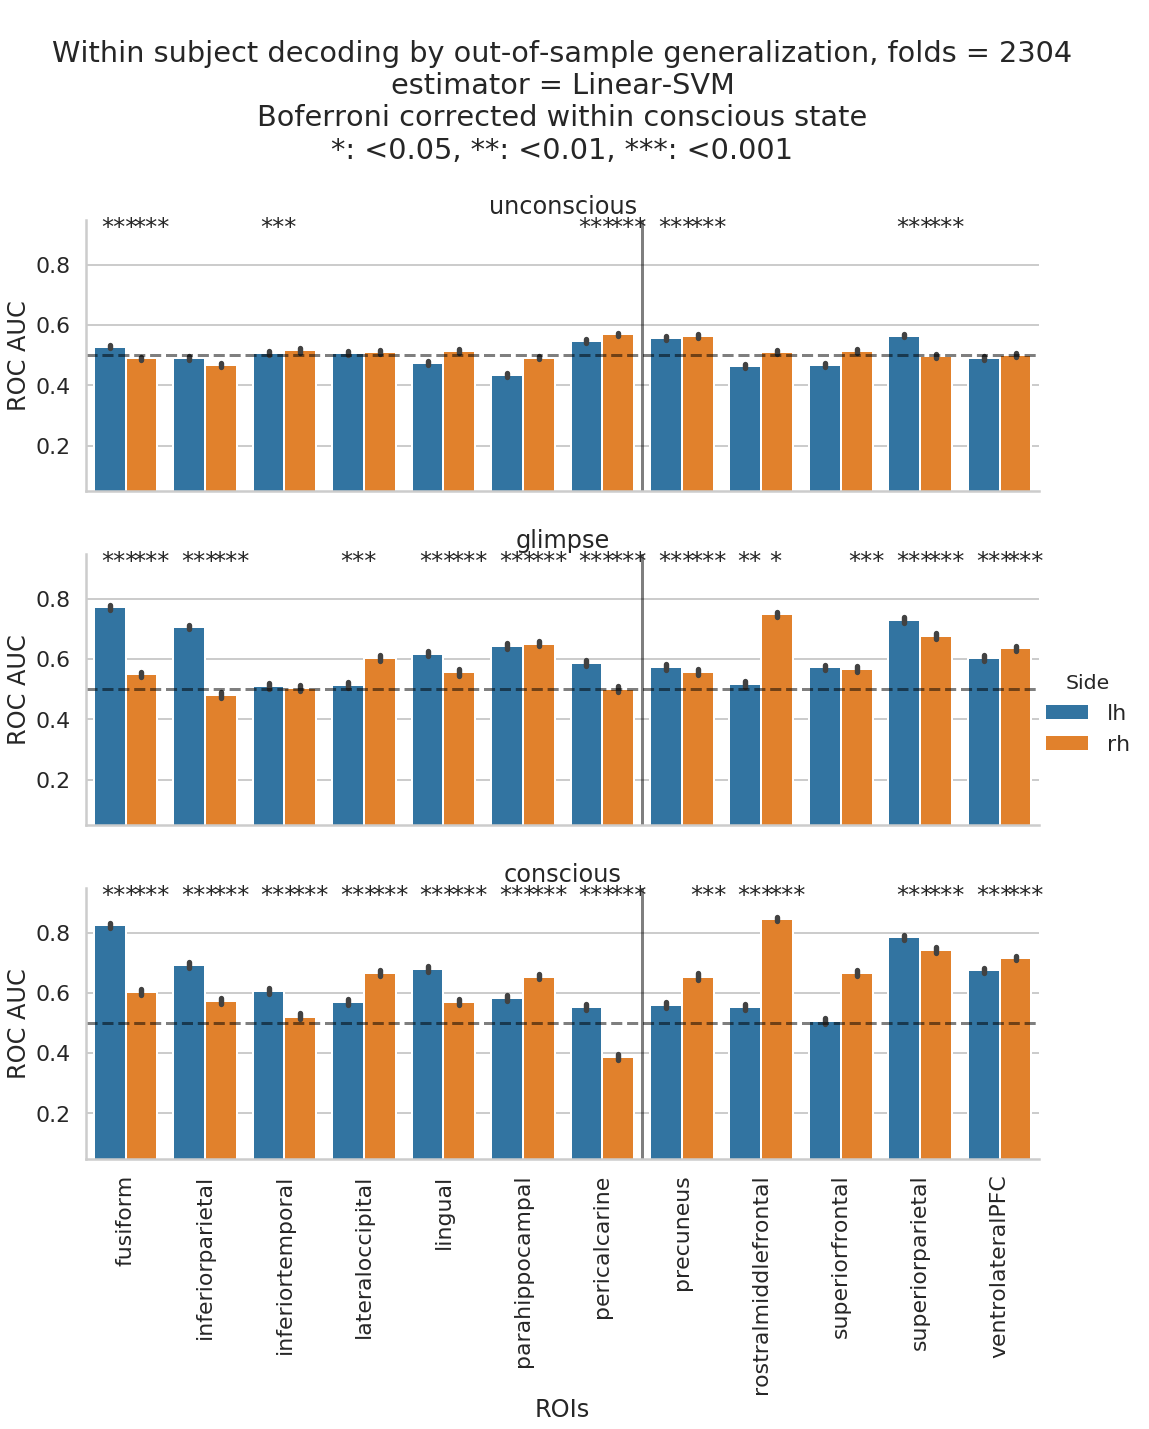 Within subject decoding by out-of-sample generalization, folds = 2304
estimator = Linear-SVM
Boferroni corrected within conscious state
*: <0.05, **: <0.01, ***: <0.001
unconscious
*** *** *** *** *** *** *** *** ***
ROC AUC
0.8
0.6
0.4
0.2
glimpse
*** *** *** *** *** *** *** *** *** *** *** *** *** ** * *** *** *** *** ***
ROC AUC
0.8
0.6
0.4
0.2
Side
lh
rh
conscious
*** *** *** *** *** *** *** *** *** *** *** *** *** *** *** *** *** *** *** *** ***
ROC AUC
0.8
0.6
0.4
0.2
fusiform
inferiorparietal
inferiortemporal
lateraloccipital
lingual
parahippocampal
pericalcarine
precuneus
rostralmiddlefrontal
superiorfrontal
superiorparietal
ventrolateralPFC
ROIs